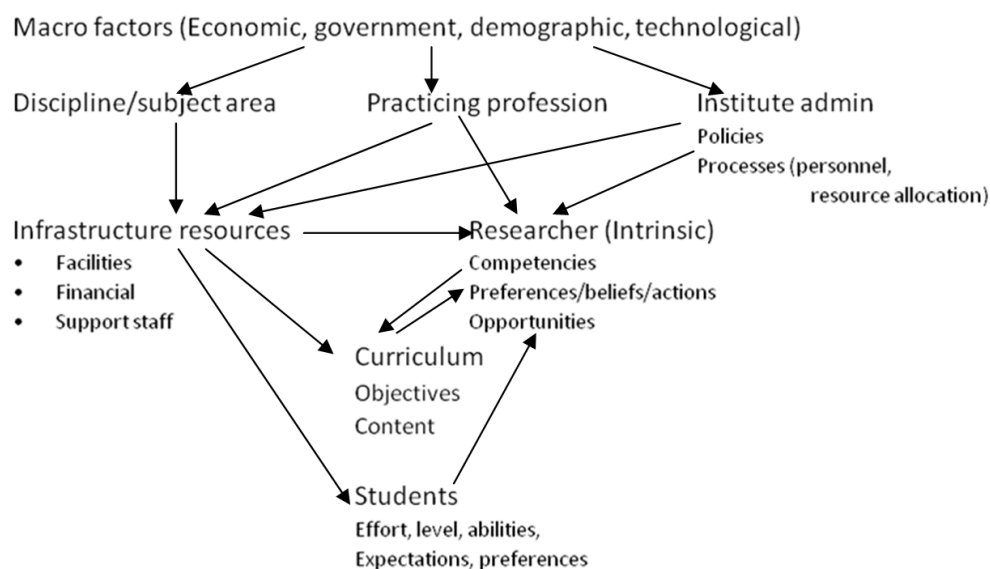 Macro factors (Economic, government, demographic, technological)
Discipline/subject area
Practicing profession
Institute admin
Policies
Processes (personnel,
resource allocation)
Infrastructure resources
• Facilities
• Financial
• Support staff
Researcher (Intrinsic)
Competencies
Preferences/beliefs/actions
Opportunities
Curriculum
Objectives
Content
Students
Effort, level, abilities,
Expectations, preferences